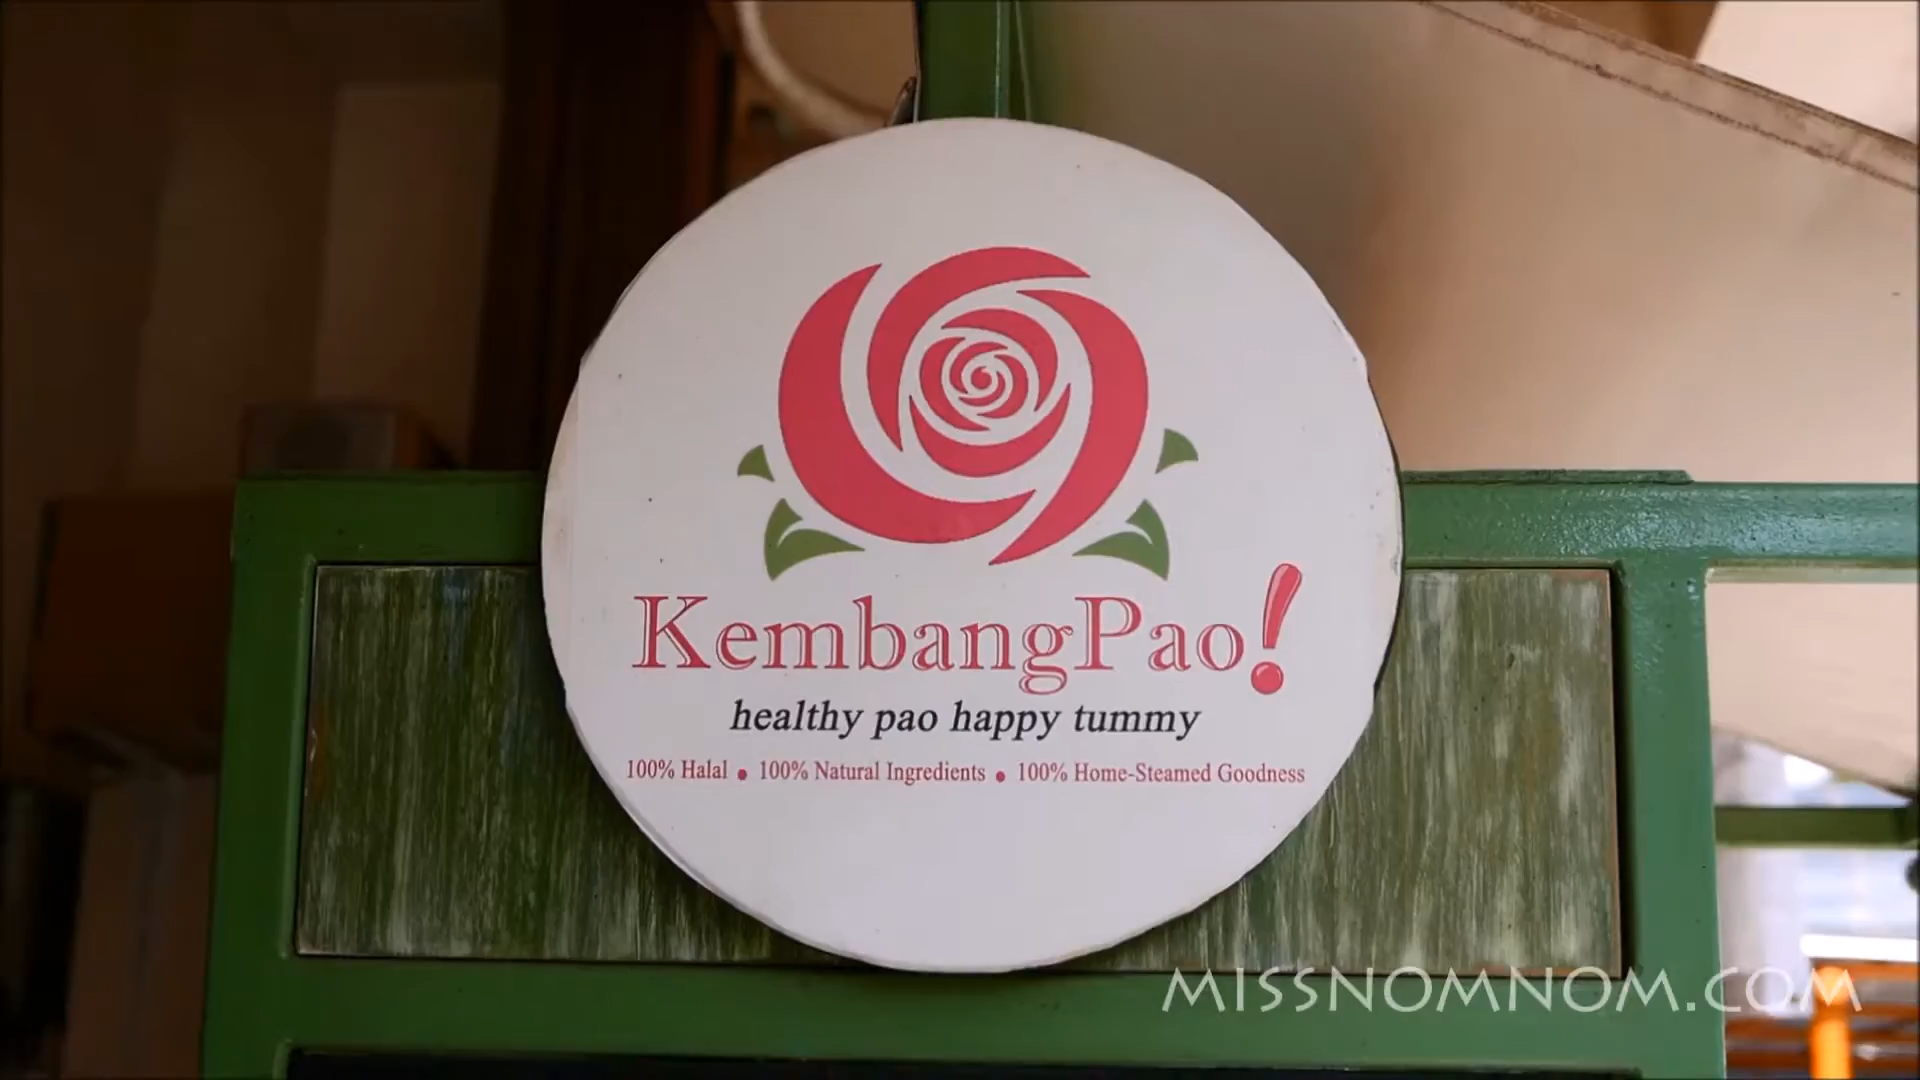 KembangPao!
healthy pao happy tummy
100% Halal • 100% Natural Ingredients • 100% Home-Steamed Goodness
MISSNOMNOM.COM